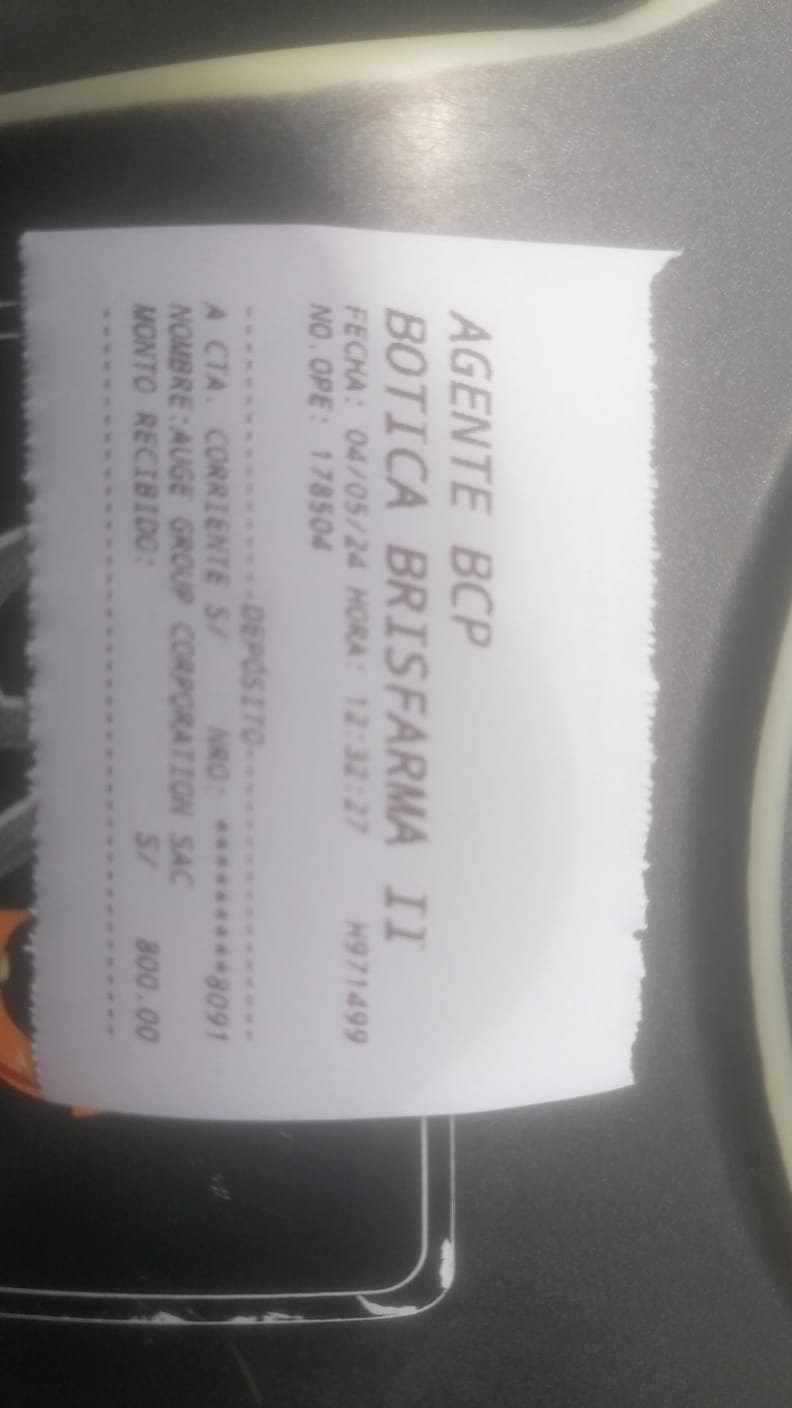 AGENTE BCP
BOTICA BRISFARMA II
FECHA: 04/05/24 HORA: 12:32:27 H971499
NO.OPE: 178504
------------DEPÓSITO----------------------
A CTA. CORRIENTE S/ NRO: **********8091
NOMBRE:AUGE GROUP CORPORATION SAC
MONTO RECIBIDO: S/ 800.00
------------------------------------------